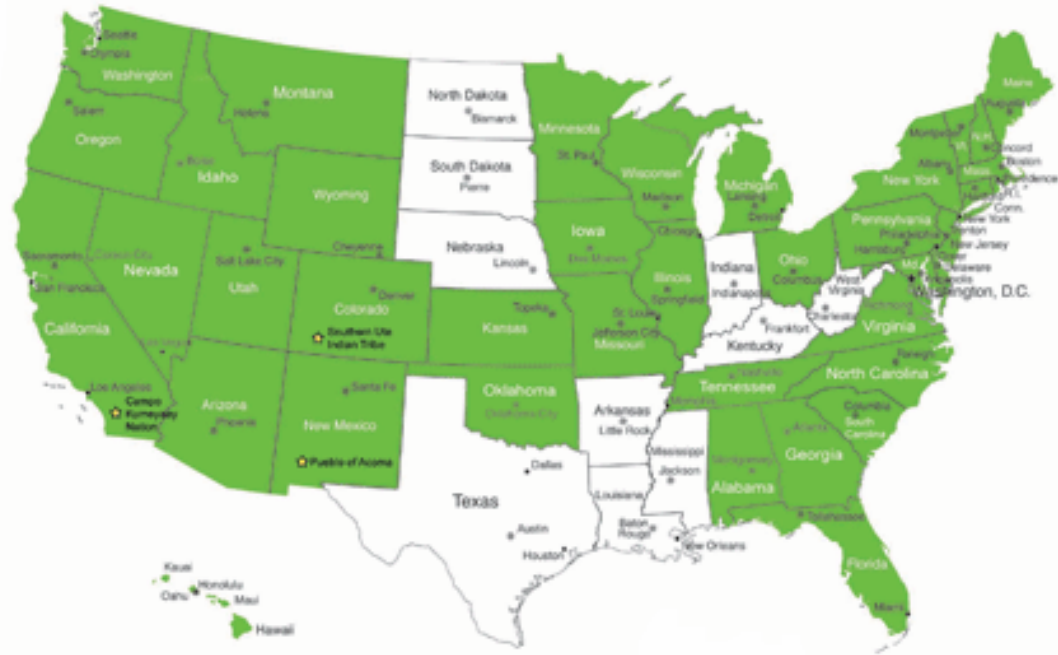 Seattle
Olympia
Washington
Salem
Oregon
Helena
Montana
Boise
Idaho
Wyoming
Cheyenne
North Dakota
Bismarck
South Dakota
Pierre
Nebraska
Lincoln
Minnesota
St. Paul
Wisconsin
Madison
Michigan
Lansing
Detroit
Iowa
Des Moines
Chicago
Illinois
Springfield
Indiana
Indianapolis
Ohio
Columbus
West
Virginia
Charleston
Kentucky
Frankfort
Sacramento
San Francisco
California
Los Angeles
Carson City
Nevada
Las Vegas
Salt Lake City
Utah
Denver
Colorado
Southern Ute
Indian Tribe
Topeka
Kansas
St. Louis
Jefferson City
Missouri
Campo
Kumeyaay
Nation
Arizona
Phoenix
Santa Fe
New Mexico
Pueblo of Acoma
Oklahoma
Oklahoma City
Texas
Dallas
Austin
Houston
Arkansas
Little Rock
Louisiana
Baton
Rouge
New Orleans
Mississippi
Jackson
Memphis
Nashville
Tennessee
Montgomery
Alabama
Atlanta
Georgia
Tallahassee
Florida
Miami
Columbia
South
Carolina
Raleigh
North Carolina
Richmond
Virginia
Washington, D.C.
Md.
Annapolis
Delaware
Dover
New Jersey
Trenton
Philadelphia
Harrisburg
Pennsylvania
New York
Albany
New York
Conn.
Hartford
R.I.
Providence
Boston
Mass.
Concord
N.H.
Montpelier
Augusta
Maine
Kauai
Oahu
Honolulu
Maui
Hawaii